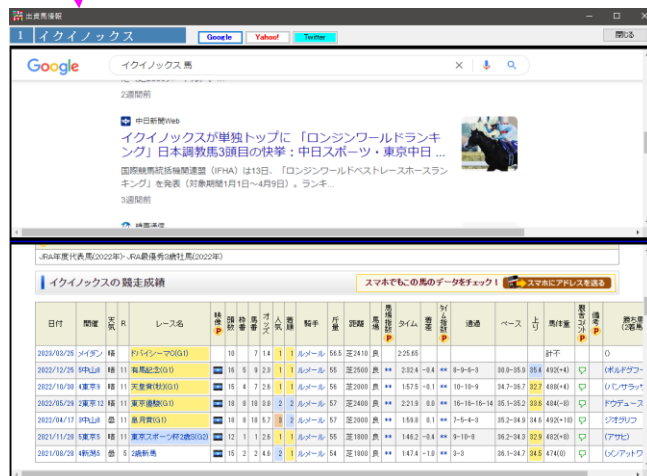 出資馬情報
1 イクイノックス Google Yahoo! Twitter 閉じる
Google イクイノックス 馬
2週間前
中日新聞Web
イクイノックスが単独トップに 「ロンジンワールドランキ
ング」日本調教馬3頭目の快挙：中日スポーツ・東京中日 ...
国際競馬統括機関連盟（IFHA）は13日、「ロンジンワールドベストレースホースラン
キング」を発表（対象期間1月1日〜4月9日）。ランキ...
3週間前
JRA年度代表馬(2022年)・JRA最優秀3歳牡馬(2022年)
イクイノックスの競走成績 スマホでもこの馬のデータをチェック！ スマホにアドレスを送る
日付 開催 天気 R レース名 映像 頭数 枠番 馬番 オッズ 人気 着順 騎手 斤量 距離 馬場 馬場指数 タイム 着差 タイム指数 通過 ペース 上り 馬体重 厩舎コメント 備考 勝ち馬(2着馬)
2023/03/25 メイダン 晴 ドバイシーマC(G1) 10 7 1.4 1 1 ルメール 56.5 芝2410 良 2:25.65 計不 ()
2022/12/25 晴 11 有馬記念(G1) 16 5 9 2.3 1 1 ルメール 55 芝2500 良 ** 2:32.4 -0.4 ** 8-9-6-3 35.4 492(+4) (ボルドグフー
2022/10/30 4東京9 晴 11 天皇賞(秋)(G1) 15 4 7 2.6 1 1 ルメール 56 芝2000 良 ** 1:57.5 -0.1 ** 10-10-9 34.7-36.7 32.7 488(+4) (パンサラッサ
2022/05/29 2東京12 晴 11 東京優駿(G1) 18 8 18 3.8 2 2 ルメール 57 芝2400 良 ** 2:21.9 0.0 ** 16-16-16-14 33.6 484(-8) ドウデュース
2022/04/17 曇 11 皐月賞(G1) 18 8 18 5.7 3 2 ルメール 57 芝2000 良 ** 1:59.8 0.1 ** 7-5-4-3 35.2-34.9 34.6 492(+10) ジオグリフ
2021/11/20 5東京5 晴 11 東京スポーツ杯2歳S(G2) 12 1 1 2.6 1 1 ルメール 55 芝1800 良 ** 1:46.2 -0.4 ** 9-10-8 36.2-34.3 32.9 482(+8) (アサヒ)
2021/08/28 4新潟5 曇 5 2歳新馬 15 2 2 4.6 2 1 ルメール 54 芝1800 良 ** 1:47.4 -1.0 ** 3-3 36.1-34.7 34.5 474(0) (メンアットワ